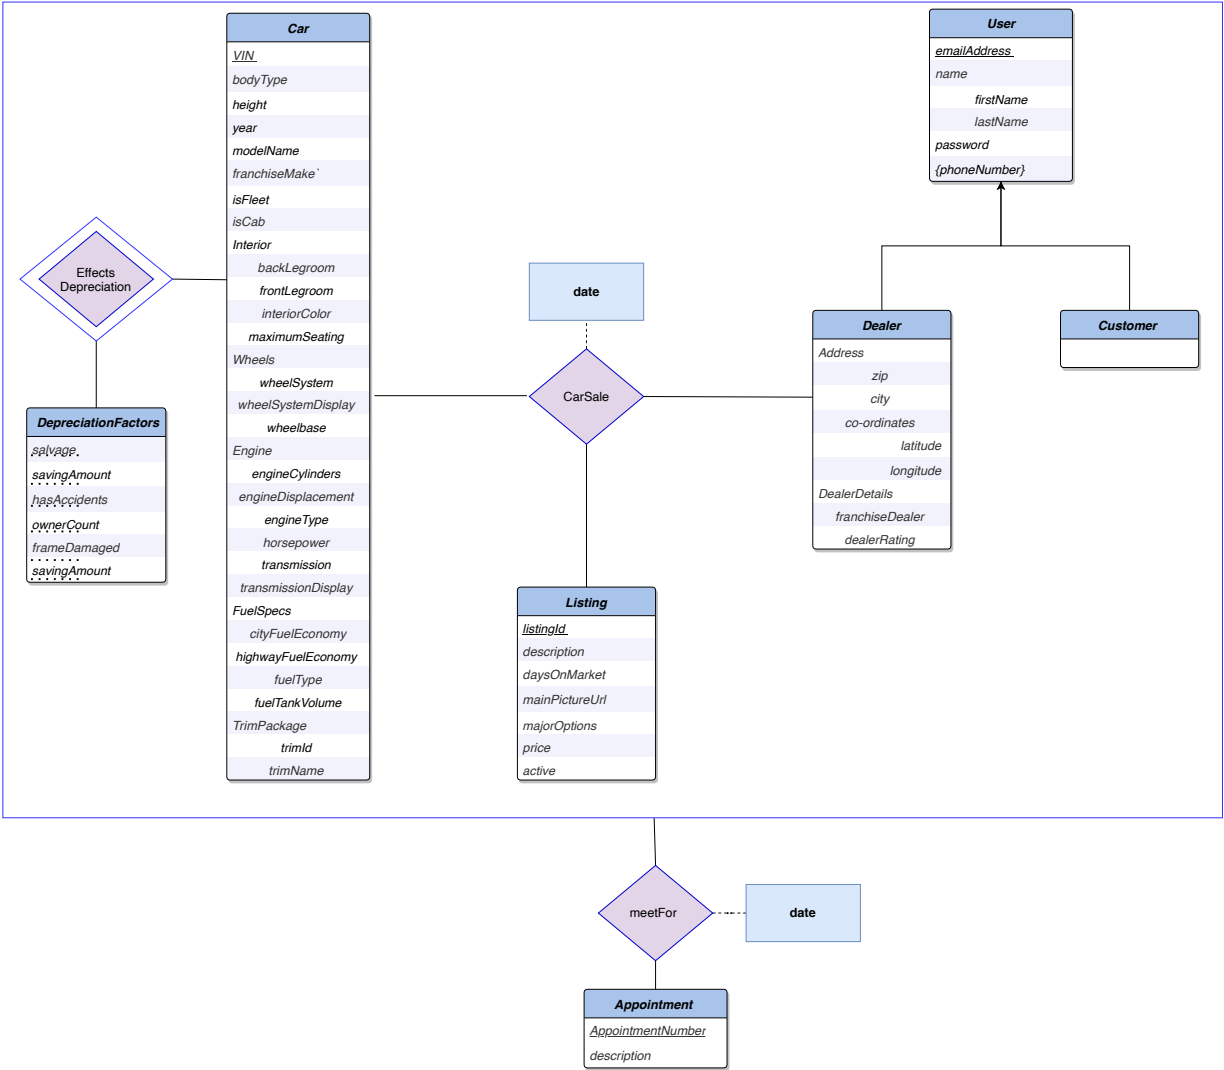 Car
VIN
bodyType
height
year
modelName
franchiseMake`
isFleet
isCab
Interior
backLegroom
frontLegroom
interiorColor
maximumSeating
Wheels
wheelSystem
wheelSystemDisplay
wheelbase
Engine
engineCylinders
engineDisplacement
engineType
horsepower
transmission
transmissionDisplay
FuelSpecs
cityFuelEconomy
highwayFuelEconomy
fuelType
fuelTankVolume
TrimPackage
trimId
trimName
User
emailAddress
name
firstName
lastName
password
{phoneNumber}
Effects
Depreciation
DepreciationFactors
salvage
savingAmount
hasAccidents
ownerCount
frameDamaged
savingAmount
date
CarSale
Dealer
Address
zip
city
co-ordinates
latitude
longitude
DealerDetails
franchiseDealer
dealerRating
Customer
Listing
listingId
description
daysOnMarket
mainPictureUrl
majorOptions
price
active
meetFor
date
Appointment
AppointmentNumber
description